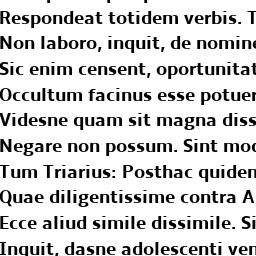 Respondeat totidem verbis. T
Non laboro, inquit, de nomine
Sic enim censent, oportunitat
Occultum facinus esse potuer
Videsne quam sit magna diss
Negare non possum. Sint mod
Tum Triarius: Posthac quiden
Quae diligentissime contra A
Ecce aliud simile dissimile. Si
Inquit, dasne adolescenti ven